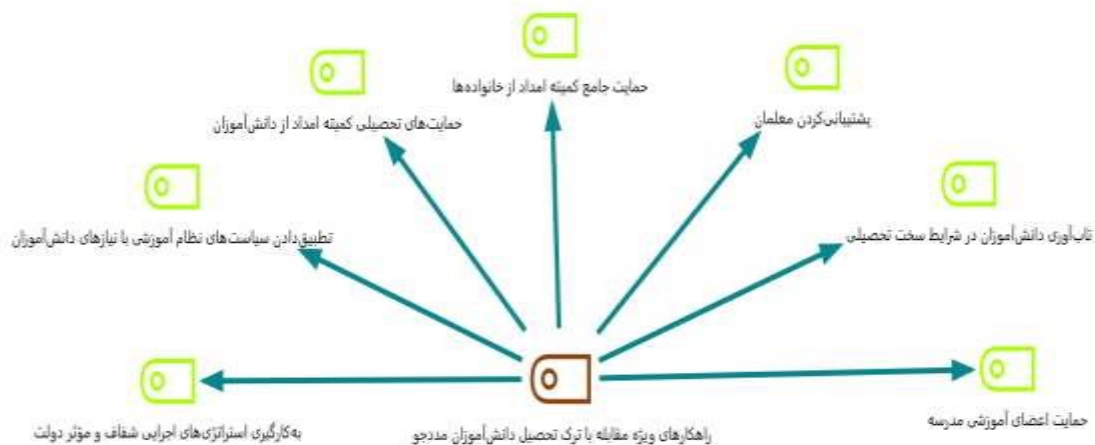 حمایت جامع کمیته امداد از خانواده‌ها
پشتیبانی‌کردن معلمان
حمایت‌های تحصیلی کمیته امداد از دانش‌آموزان
تاب‌آوری دانش‌آموزان در شرایط سخت تحصیلی
تطبیق‌دادن سیاست‌های نظام آموزشی با نیازهای دانش‌آموزان
حمایت اعضای آموزشی مدرسه
راهکارهای ویژه مقابله با ترک تحصیل دانش‌آموزان مددجو
به‌کارگیری استراتژی‌های اجرایی شفاف و مؤثر دولت